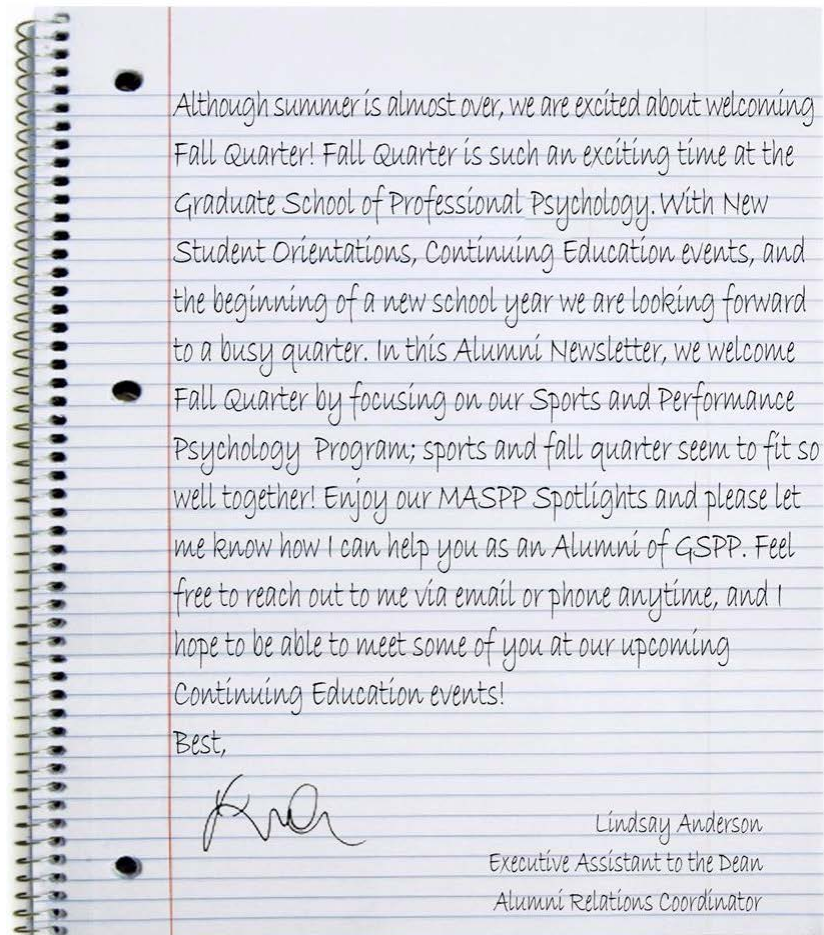 Although summer is almost over, we are excited about welcoming
Fall Quarter! Fall Quarter is such an exciting time at the
Graduate School of Professional Psychology. With New
Student Orientations, Continuing Education events, and
the beginning of a new school year we are looking forward
to a busy quarter. In this Alumni Newsletter, we welcome
Fall Quarter by focusing on our Sports and Performance
Psychology Program; sports and fall quarter seem to fit so
well together! Enjoy our MASPP Spotlights and please let
me know how I can help you as an Alumni of GSPP. Feel
free to reach out to me via email or phone anytime, and I
hope to be able to meet some of you at our upcoming
Continuing Education events!
Best,
Lindsay Anderson
Executive Assistant to the Dean
Alumni Relations Coordinator